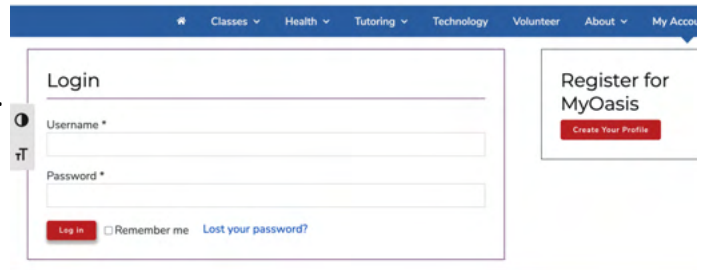 Classes Health Tutoring Technology Volunteer About My Accou
Login
Username *
Password *
Log in Remember me Lost your password?
Register for
MyOasis
Create Your Profile
TT